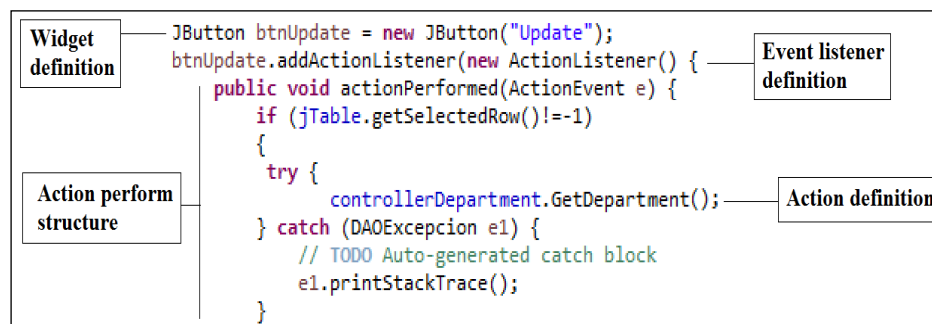 Widget
definition
JButton btnUpdate = new JButton("Update");
btnUpdate.addActionListener(new ActionListener() {
Event listener
definition
public void actionPerformed(ActionEvent e) {
if (jTable.getSelectedRow()!=-1)
{
try {
Action perform
structure
controllerDepartment.GetDepartment();
Action definition
} catch (DAOExcepcion e1) {
// TODO Auto-generated catch block
e1.printStackTrace();
}